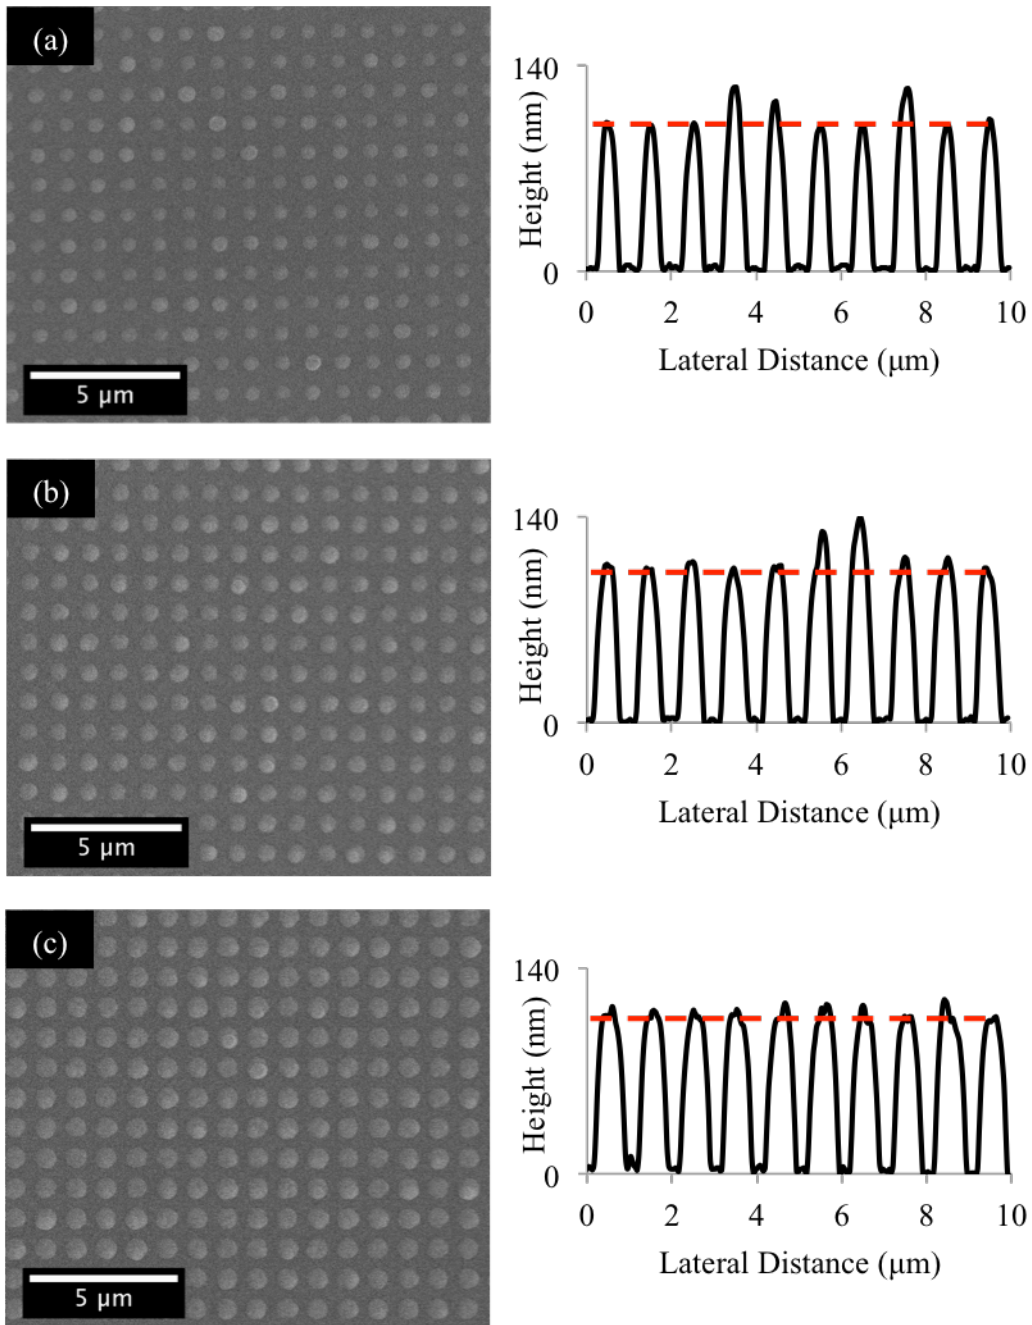 (a)
5 µm
140
0
Height (nm)
0 2 4 6 8 10
Lateral Distance (µm)
(b)
5 µm
140
0
Height (nm)
0 2 4 6 8 10
Lateral Distance (µm)
(c)
5 µm
140
0
Height (nm)
0 2 4 6 8 10
Lateral Distance (µm)